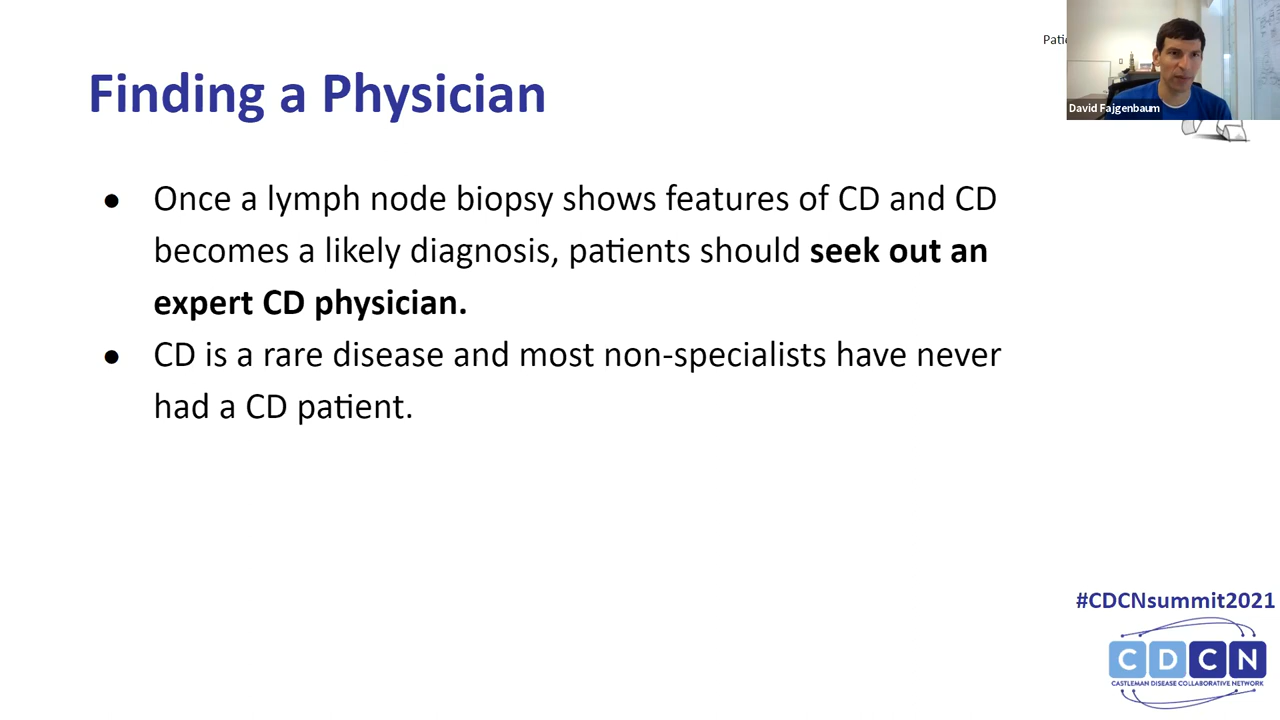 Finding a Physician
David Fajgenbaum
● Once a lymph node biopsy shows features of CD and CD
becomes a likely diagnosis, patients should seek out an
expert CD physician.
● CD is a rare disease and most non-specialists have never
had a CD patient.
#CDCNsummit2021
CDCN
CASTLEMAN DISEASE COLLABORATIVE NETWORK